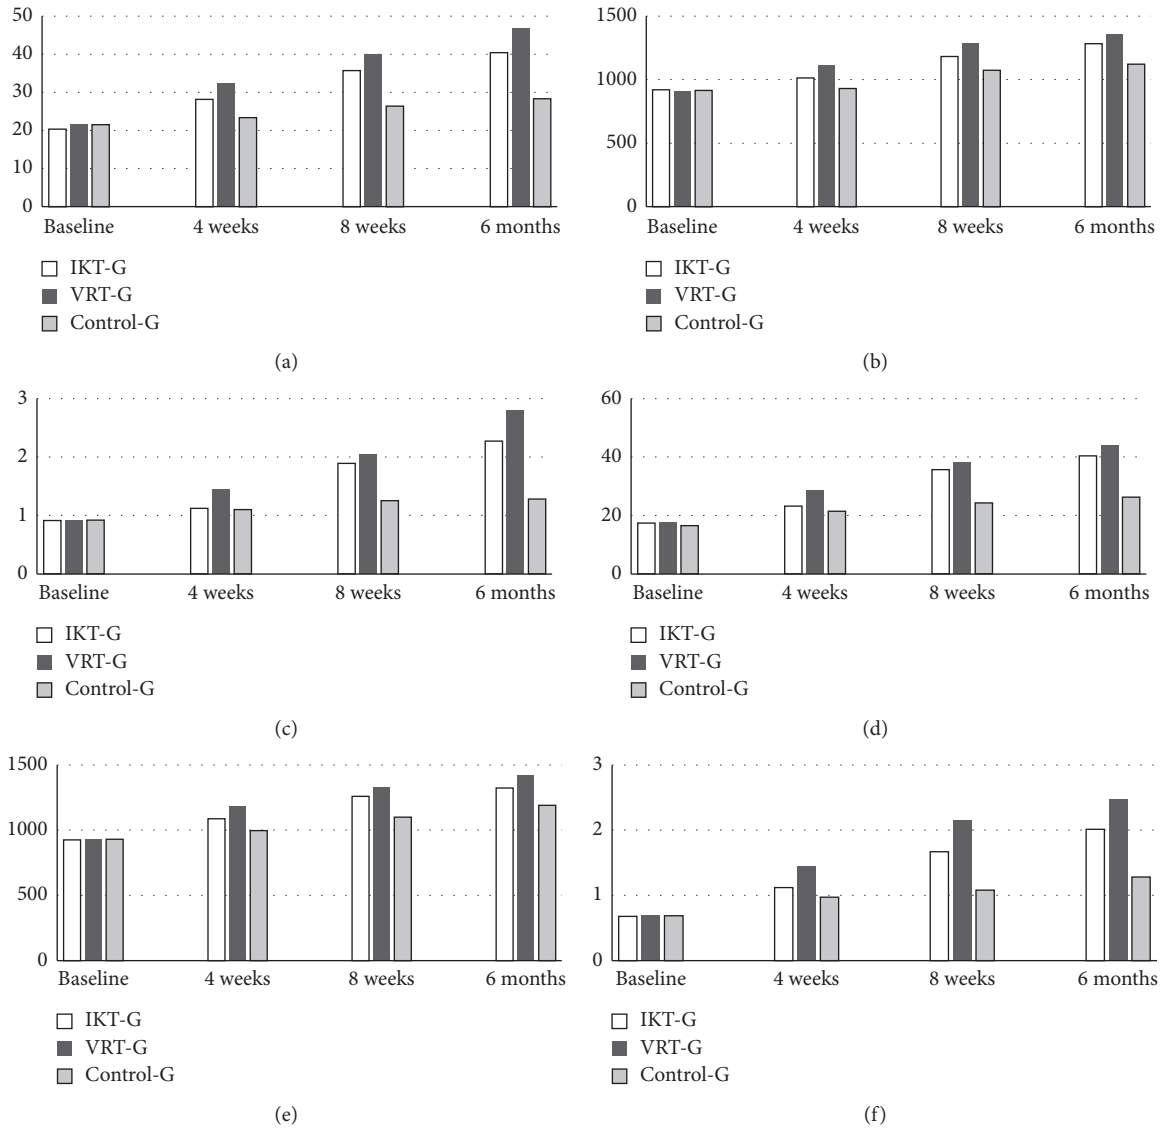 50
40
30
20
10
0
Baseline 4 weeks 8 weeks 6 months
IKT-G
VRT-G
Control-G
(a)
1500
1000
500
0
Baseline 4 weeks 8 weeks 6 months
IKT-G
VRT-G
Control-G
(b)
3
2
1
0
Baseline 4 weeks 8 weeks 6 months
IKT-G
VRT-G
Control-G
(c)
60
40
20
0
Baseline 4 weeks 8 weeks 6 months
IKT-G
VRT-G
Control-G
(d)
1500
1000
500
0
Baseline 4 weeks 8 weeks 6 months
IKT-G
VRT-G
Control-G
(e)
3
2
1
0
Baseline 4 weeks 8 weeks 6 months
IKT-G
VRT-G
Control-G
(f)